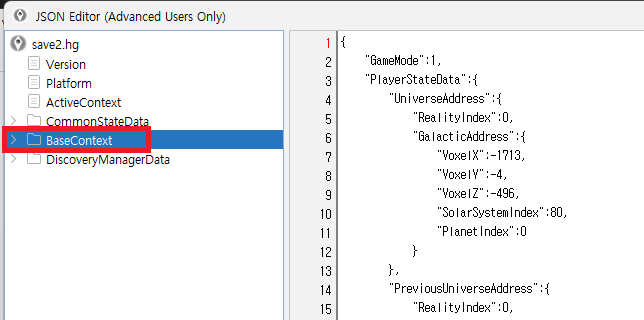 JSON Editor (Advanced Users Only)
save2.hg
Version
Platform
ActiveContext
CommonStateData
BaseContext
DiscoveryManagerData
1 {
2 "GameMode":1,
3 "PlayerStateData":{
4 "UniverseAddress":{
5 "RealityIndex":0,
6 "GalacticAddress":{
7 "VoxelX":-1713,
8 "VoxelY":-4,
9 "VoxelZ":-496,
10 "SolarSystemIndex":80,
11 "PlanetIndex":0
12 }
13 },
14 "PreviousUniverseAddress":{
15 "RealityIndex":0,